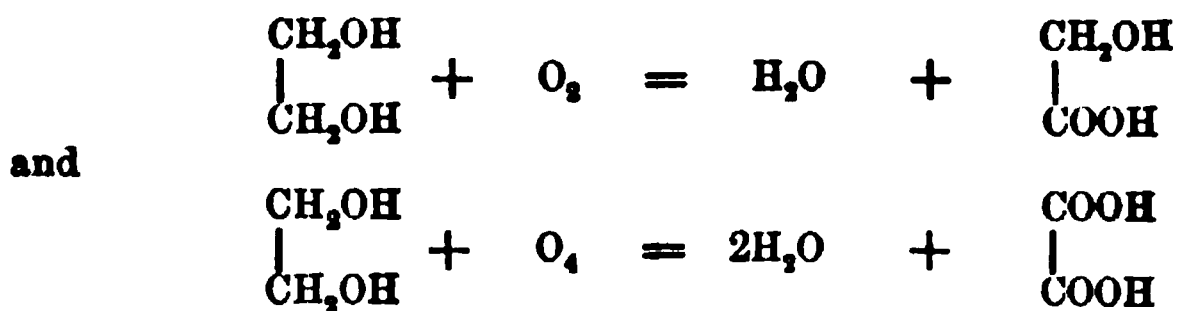 CH₂OH CH₂OH
| + O₂ = H₂O + |
CH₂OH COOH
and
CH₂OH COOH
| + O₄ = 2H₂O + |
CH₂OH COOH